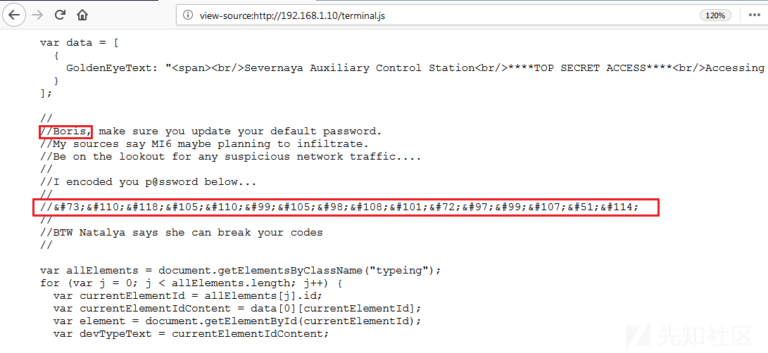 view-source:http://192.168.1.10/terminal.js
120%
var data = [
{
GoldenEyeText: "<span><br/>Severnaya Auxiliary Control Station<br/>****TOP SECRET ACCESS****<br/>Accessing
}
];
//
//Boris, make sure you update your default password.
//My sources say MI6 maybe planning to infiltrate.
//Be on the lookout for any suspicious network traffic....
//
//I encoded you p@ssword below...
//
//&#73;&#110;&#118;&#105;&#110;&#99;&#105;&#98;&#108;&#101;&#72;&#97;&#99;&#107;&#51;&#114;
//
//BTW Natalya says she can break your codes
//
var allElements = document.getElementsByClassName("typeing");
for (var j = 0; j < allElements.length; j++) {
var currentElementId = allElements[j].id;
var currentElementIdContent = data[0][currentElementId];
var element = document.getElementById(currentElementId);
var devTypeText = currentElementIdContent;
先知社区